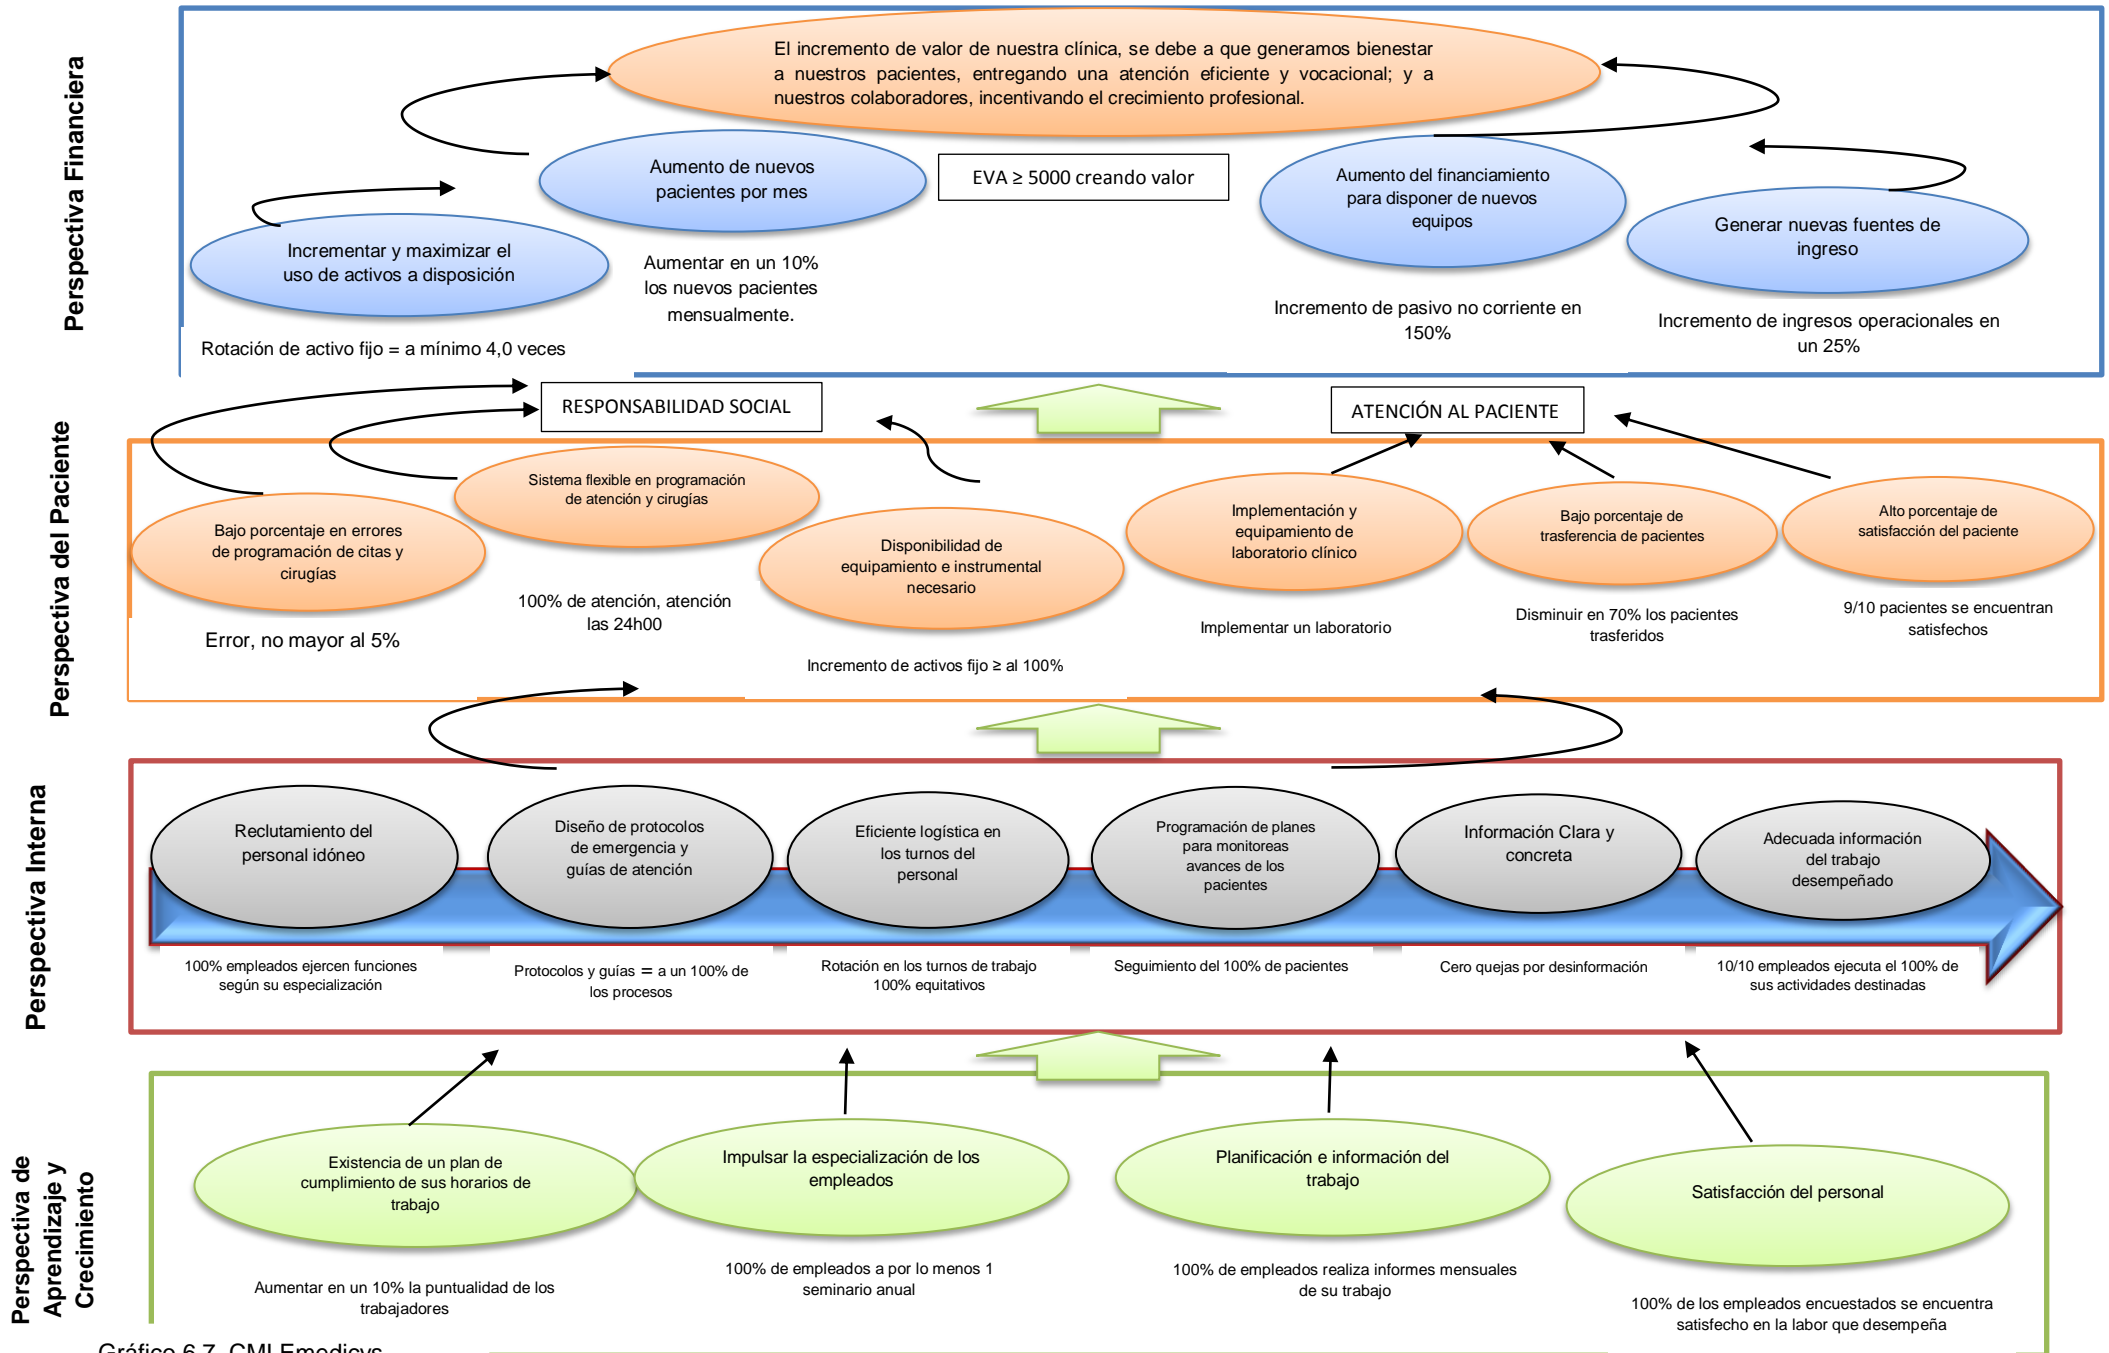 Perspectiva Financiera
El incremento de valor de nuestra clínica, se debe a que generamos bienestar
a nuestros pacientes, entregando una atención eficiente y vocacional; y a
nuestros colaboradores, incentivando el crecimiento profesional.
Aumento de nuevos
pacientes por mes
EVA ≥ 5000 creando valor
Aumento del financiamiento
para disponer de nuevos
equipos
Incrementar y maximizar el
uso de activos a disposición
Generar nuevas fuentes de
ingreso
Aumentar en un 10%
los nuevos pacientes
mensualmente.
Incremento de pasivo no corriente en
150%
Incremento de ingresos operacionales en
un 25%
Rotación de activo fijo = a mínimo 4,0 veces
RESPONSABILIDAD SOCIAL
ATENCIÓN AL PACIENTE
Perspectiva del Paciente
Bajo porcentaje en errores
de programación de citas y
cirugías
Sistema flexible en programación
de atención y cirugías
Disponibilidad de
equipamiento e instrumental
necesario
Implementación y
equipamiento de
laboratorio clínico
Bajo porcentaje de
trasferencia de pacientes
Alto porcentaje de
satisfacción del paciente
Error, no mayor al 5%
100% de atención, atención
las 24h00
Incremento de activos fijo ≥ al 100%
Implementar un laboratorio
Disminuir en 70% los pacientes
trasferidos
9/10 pacientes se encuentran
satisfechos
Perspectiva Interna
Reclutamiento del
personal idóneo
Diseño de protocolos
de emergencia y
guías de atención
Eficiente logística en
los turnos del
personal
Programación de planes
para monitoreas
avances de los
pacientes
Información Clara y
concreta
Adecuada información
del trabajo
desempeñado
100% empleados ejercen funciones
según su especialización
Protocolos y guías = a un 100% de
los procesos
Rotación en los turnos de trabajo
100% equitativos
Seguimiento del 100% de pacientes
Cero quejas por desinformación
10/10 empleados ejecuta el 100% de
sus actividades destinadas
Perspectiva de
Aprendizaje y
Crecimiento
Existencia de un plan de
cumplimiento de sus horarios de
trabajo
Impulsar la especialización de los
empleados
Planificación e información del
trabajo
Satisfacción del personal
Aumentar en un 10% la puntualidad de los
trabajadores
100% de empleados a por lo menos 1
seminario anual
100% de empleados realiza informes mensuales
de su trabajo
100% de los empleados encuestados se encuentra
satisfecho en la labor que desempeña
Gráfico 6.7 CMI Emedicys